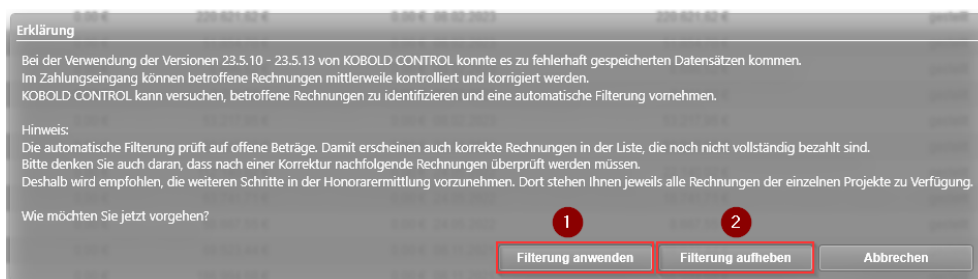 220.821,62 €
Erklärung
Bei der Verwendung der Versionen 23.5.10 - 23.5.13 von KOBOLD CONTROL konnte es zu fehlerhaft gespeicherten Datensätzen kommen.
Im Zahlungseingang können betroffene Rechnungen mittlerweile kontrolliert und korrigiert werden.
KOBOLD CONTROL kann versuchen, betroffene Rechnungen zu identifizieren und eine automatische Filterung vornehmen.
Hinweis:
Die automatische Filterung prüft auf offene Beträge. Damit erscheinen auch korrekte Rechnungen in der Liste, die noch nicht vollständig bezahlt sind.
Bitte denken Sie auch daran, dass nach einer Korrektur nachfolgende Rechnungen überprüft werden müssen.
Deshalb wird empfohlen, die weiteren Schritte in der Honorarermittlung vorzunehmen. Dort stehen Ihnen jeweils alle Rechnungen der einzelnen Projekte zu Verfügung.
Wie möchten Sie jetzt vorgehen?
1 2
Filterung anwenden Filterung aufheben Abbrechen